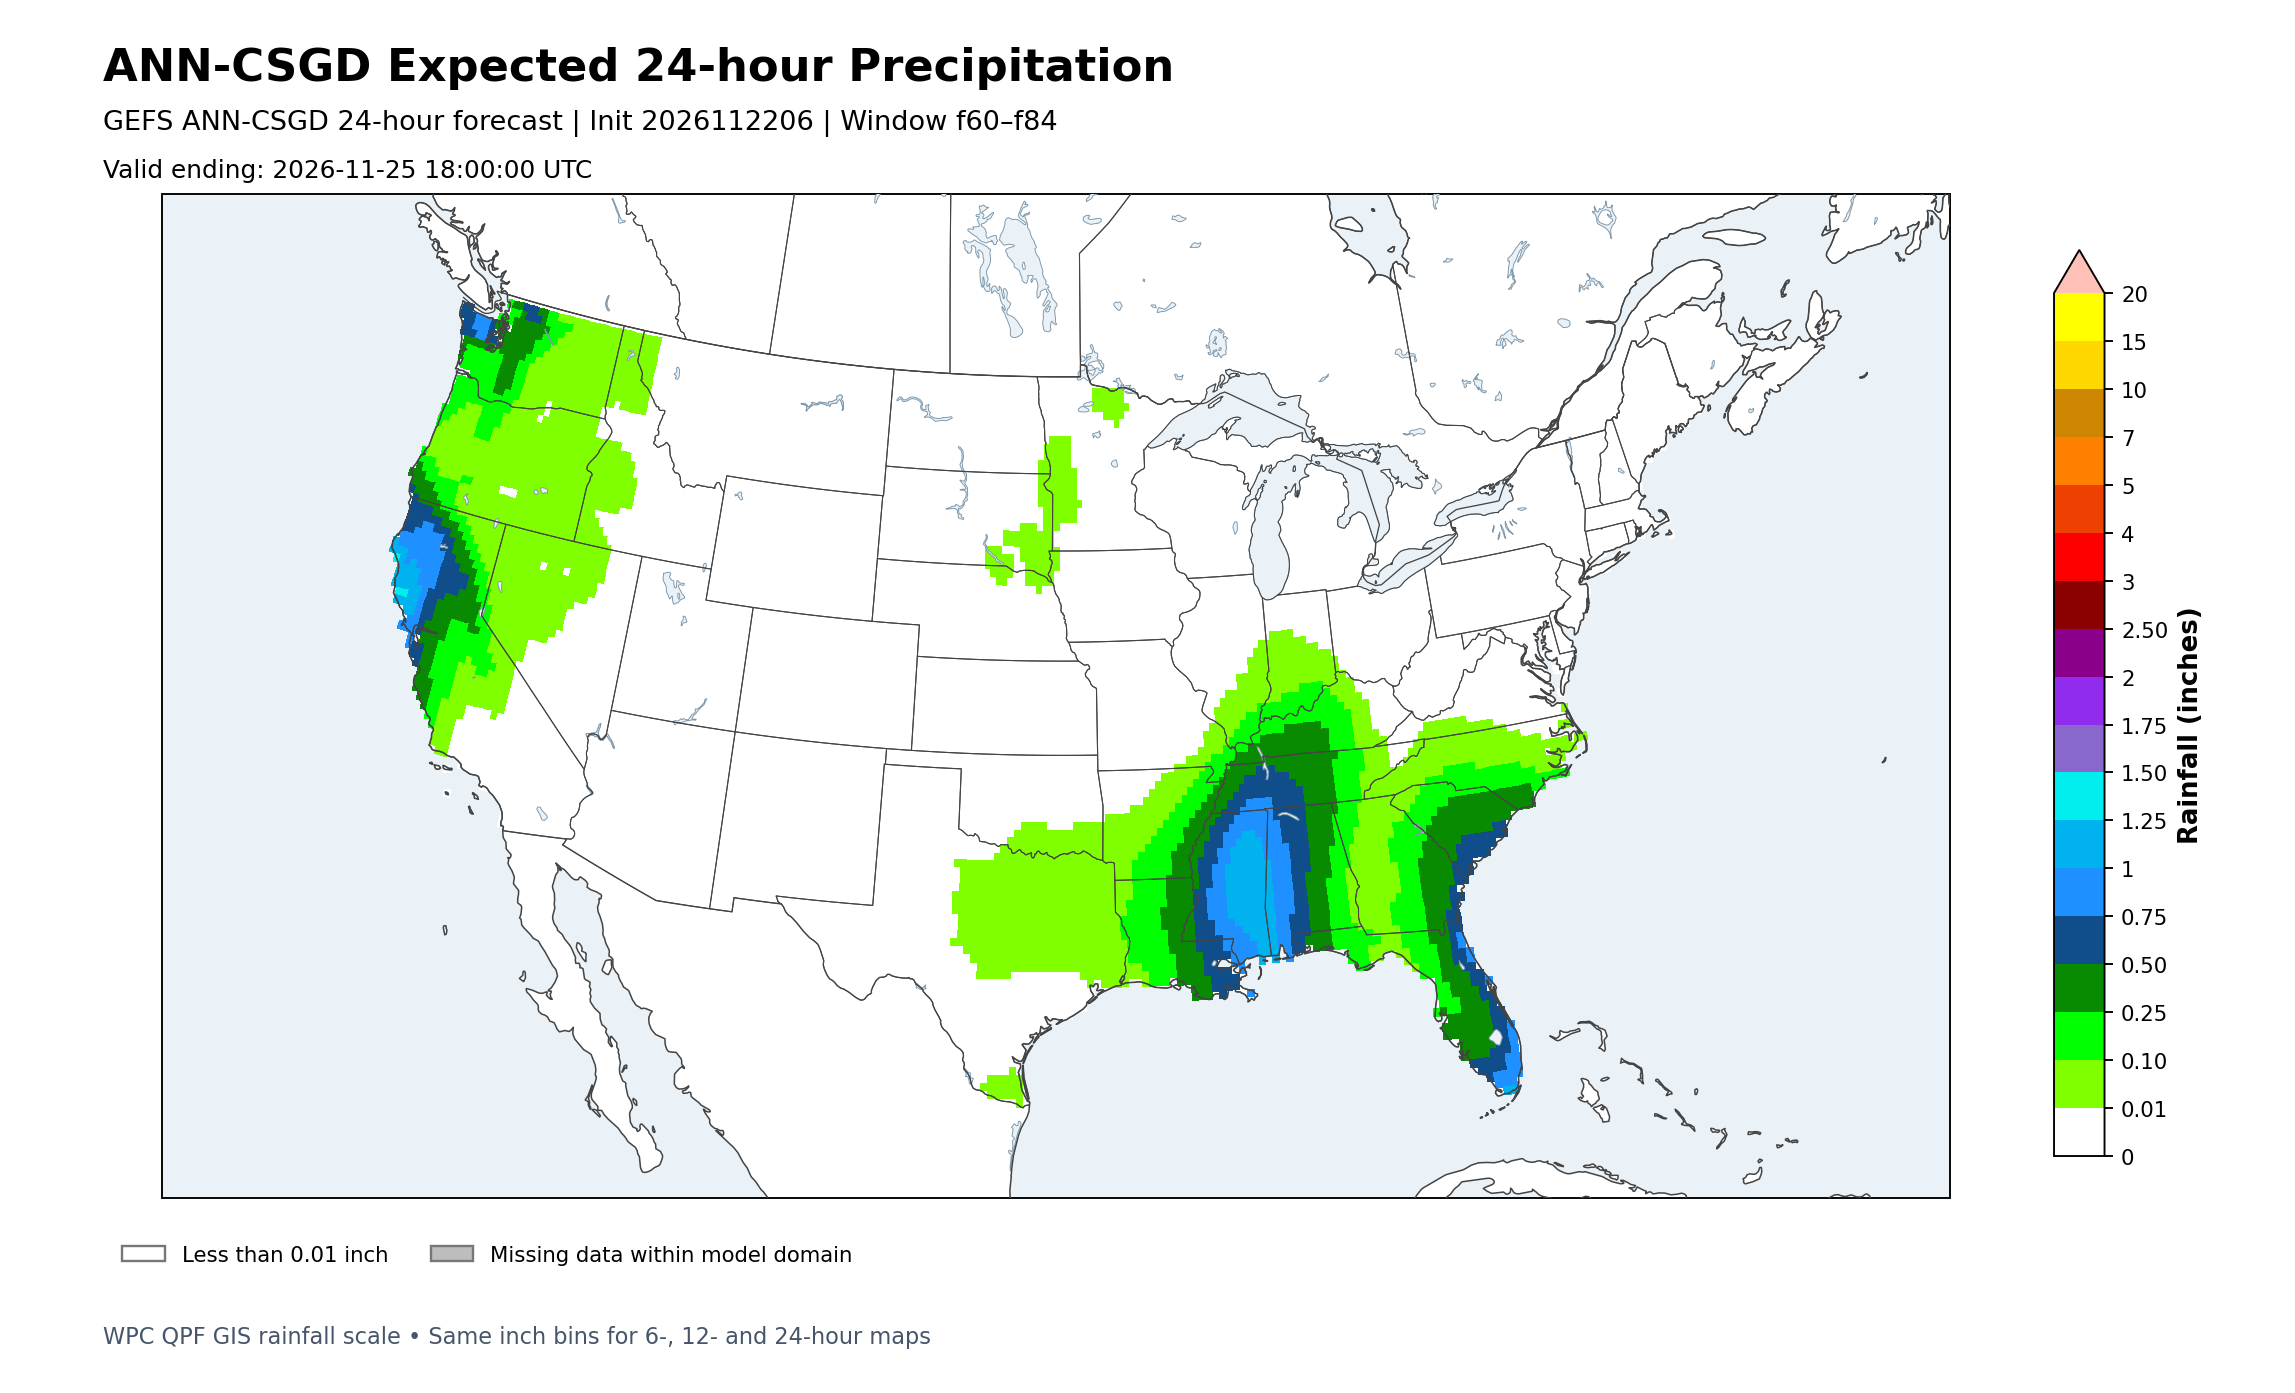 ANN-CSGD Expected 24-hour Precipitation
GEFS ANN-CSGD 24-hour forecast | Init 2026112206 | Window f60–f84
Valid ending: 2026-11-25 18:00:00 UTC
20
15
10
7
5
4
3
2.50
2
1.75
1.50
1.25
1
0.75
0.50
0.25
0.10
0.01
0
Rainfall (inches)
Less than 0.01 inch
Missing data within model domain
WPC QPF GIS rainfall scale • Same inch bins for 6-, 12- and 24-hour maps